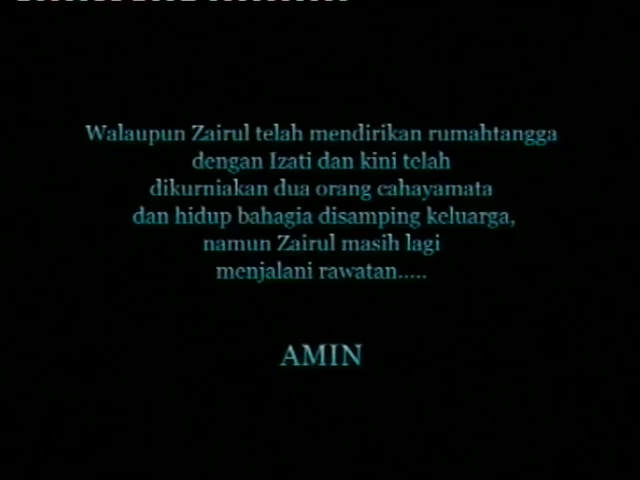 Walaupun Zairul telah mendirikan rumahtangga
dengan Izati dan kini telah
dikurniakan dua orang cahayamata
dan hidup bahagia disamping keluarga,
namun Zairul masih lagi
menjalani rawatan.....
AMIN